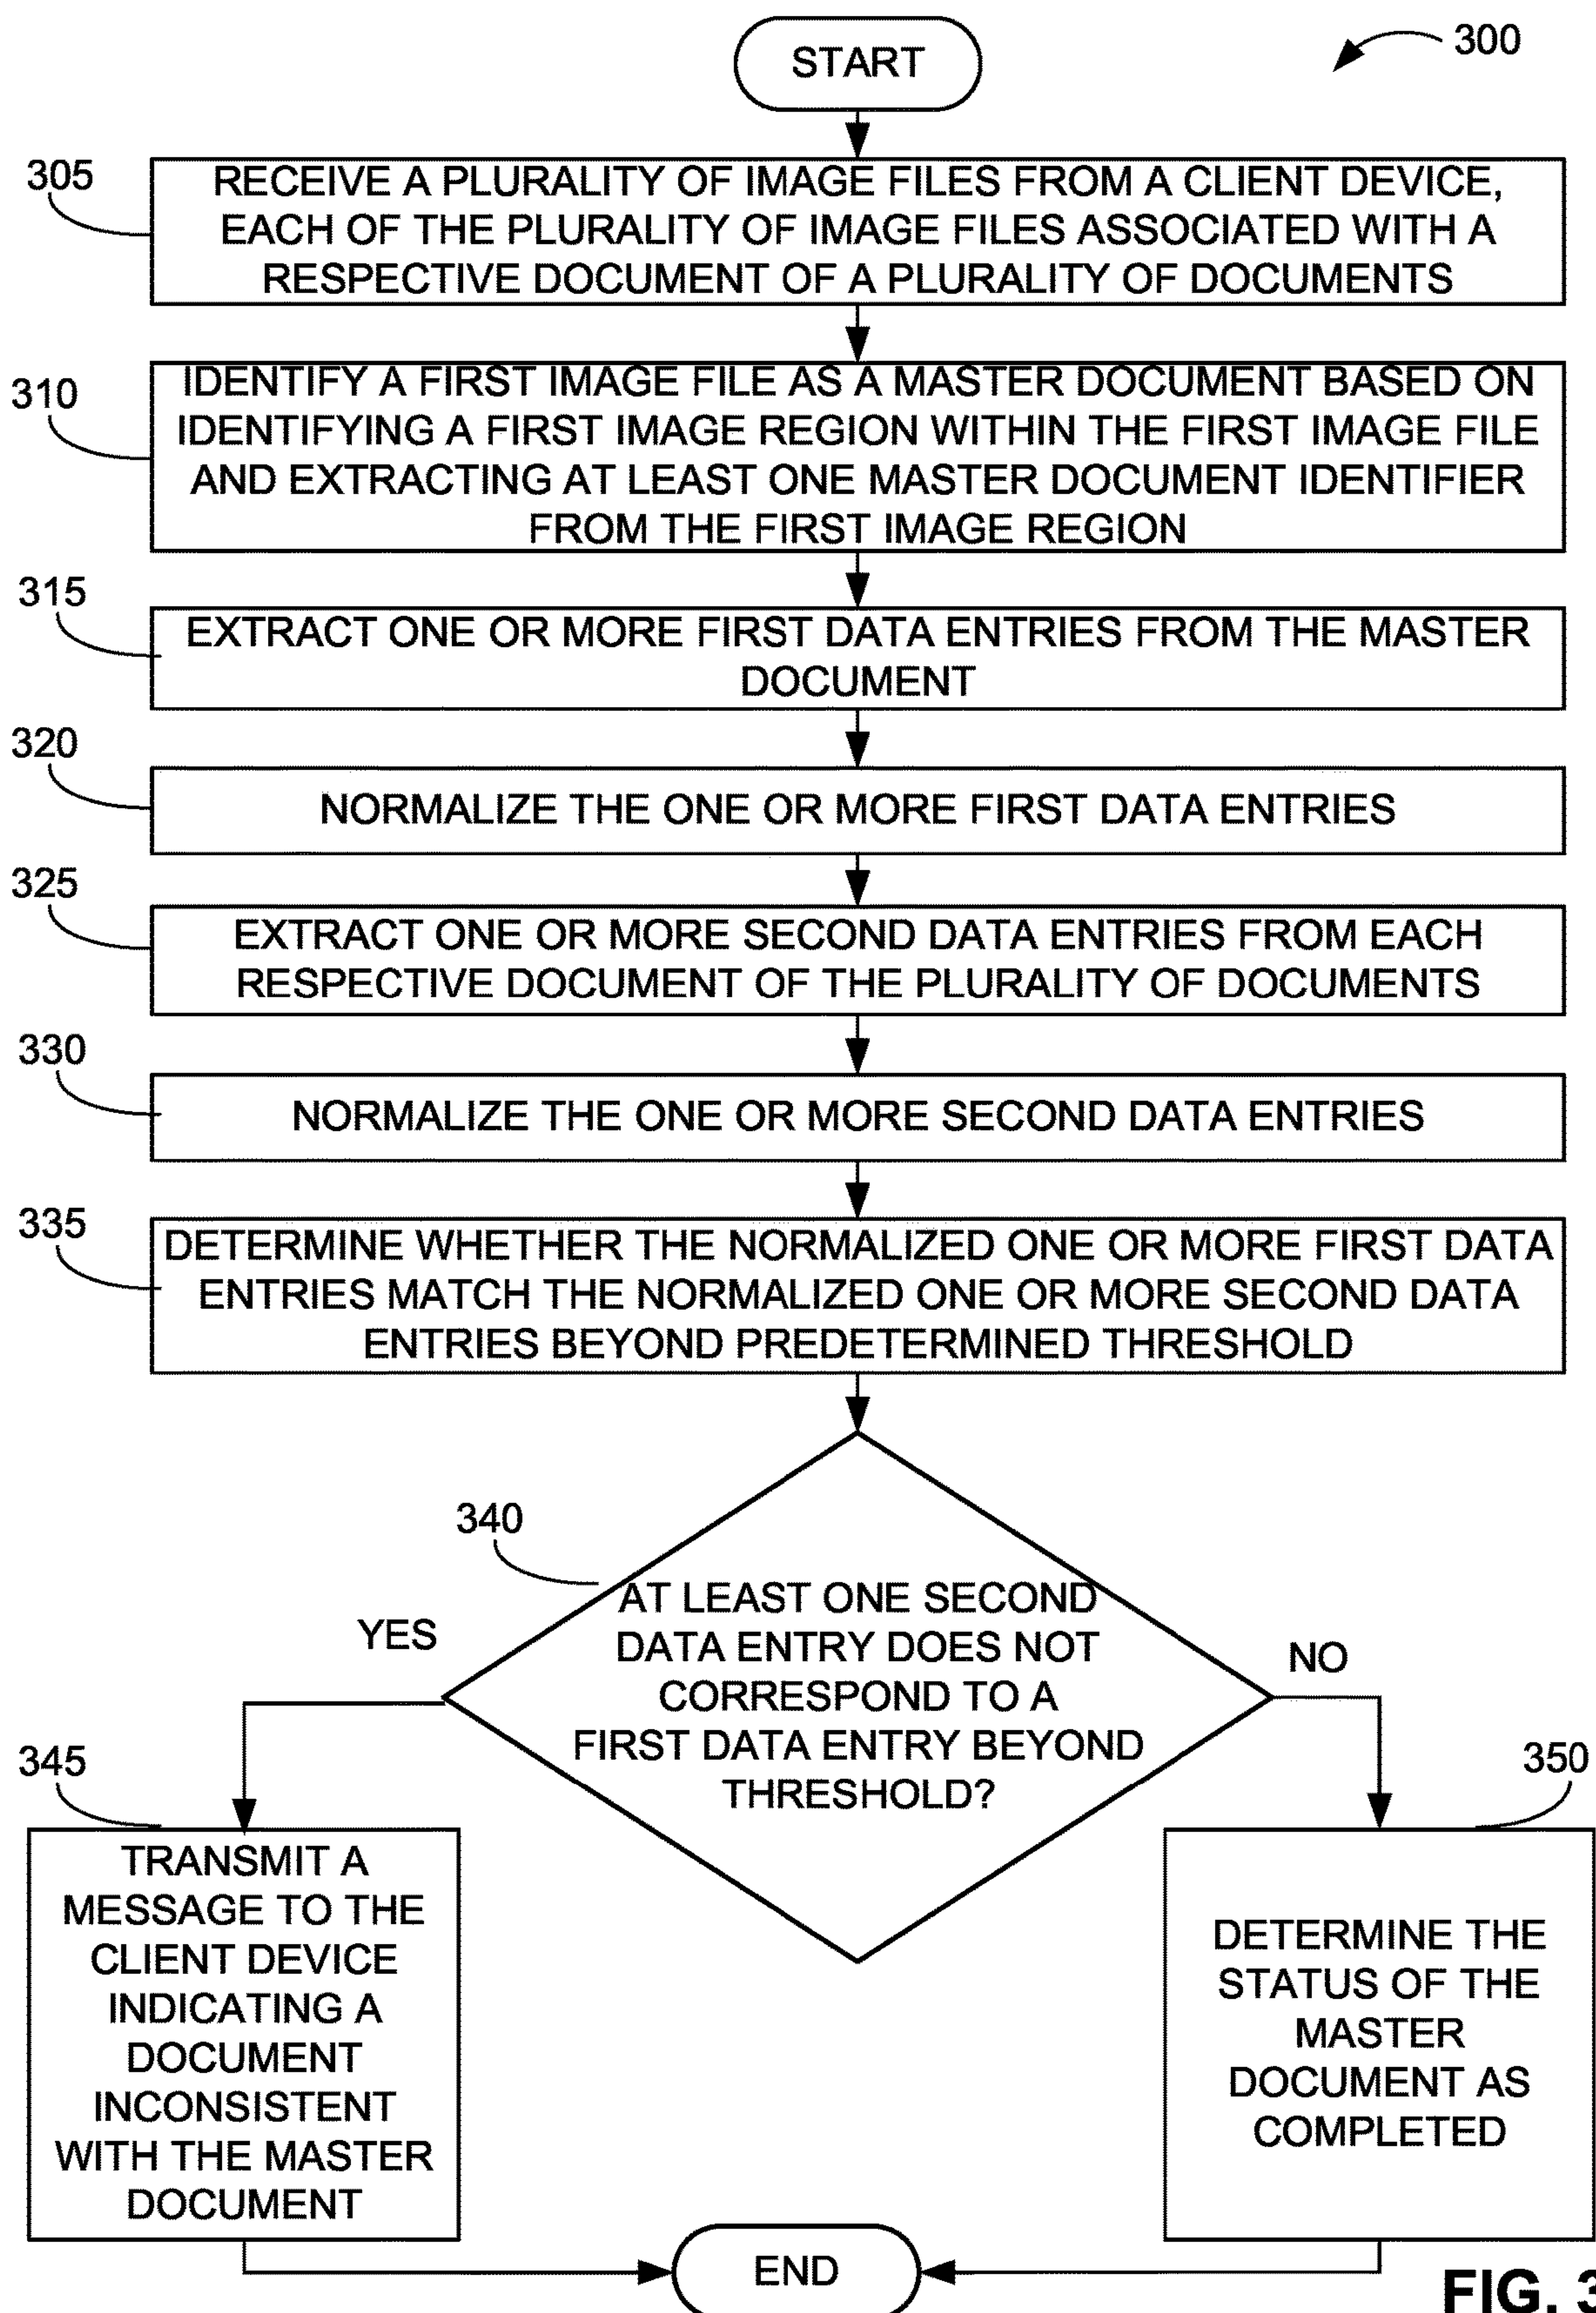 START
300
305
RECEIVE A PLURALITY OF IMAGE FILES FROM A CLIENT DEVICE,
EACH OF THE PLURALITY OF IMAGE FILES ASSOCIATED WITH A
RESPECTIVE DOCUMENT OF A PLURALITY OF DOCUMENTS
310
IDENTIFY A FIRST IMAGE FILE AS A MASTER DOCUMENT BASED ON
IDENTIFYING A FIRST IMAGE REGION WITHIN THE FIRST IMAGE FILE
AND EXTRACTING AT LEAST ONE MASTER DOCUMENT IDENTIFIER
FROM THE FIRST IMAGE REGION
315
EXTRACT ONE OR MORE FIRST DATA ENTRIES FROM THE MASTER
DOCUMENT
320
NORMALIZE THE ONE OR MORE FIRST DATA ENTRIES
325
EXTRACT ONE OR MORE SECOND DATA ENTRIES FROM EACH
RESPECTIVE DOCUMENT OF THE PLURALITY OF DOCUMENTS
330
NORMALIZE THE ONE OR MORE SECOND DATA ENTRIES
335
DETERMINE WHETHER THE NORMALIZED ONE OR MORE FIRST DATA
ENTRIES MATCH THE NORMALIZED ONE OR MORE SECOND DATA
ENTRIES BEYOND PREDETERMINED THRESHOLD
340
AT LEAST ONE SECOND
DATA ENTRY DOES NOT
CORRESPOND TO A
FIRST DATA ENTRY BEYOND
THRESHOLD?
YES
NO
345
TRANSMIT A
MESSAGE TO THE
CLIENT DEVICE
INDICATING A
DOCUMENT
INCONSISTENT
WITH THE MASTER
DOCUMENT
350
DETERMINE THE
STATUS OF THE
MASTER
DOCUMENT AS
COMPLETED
END
FIG. 3